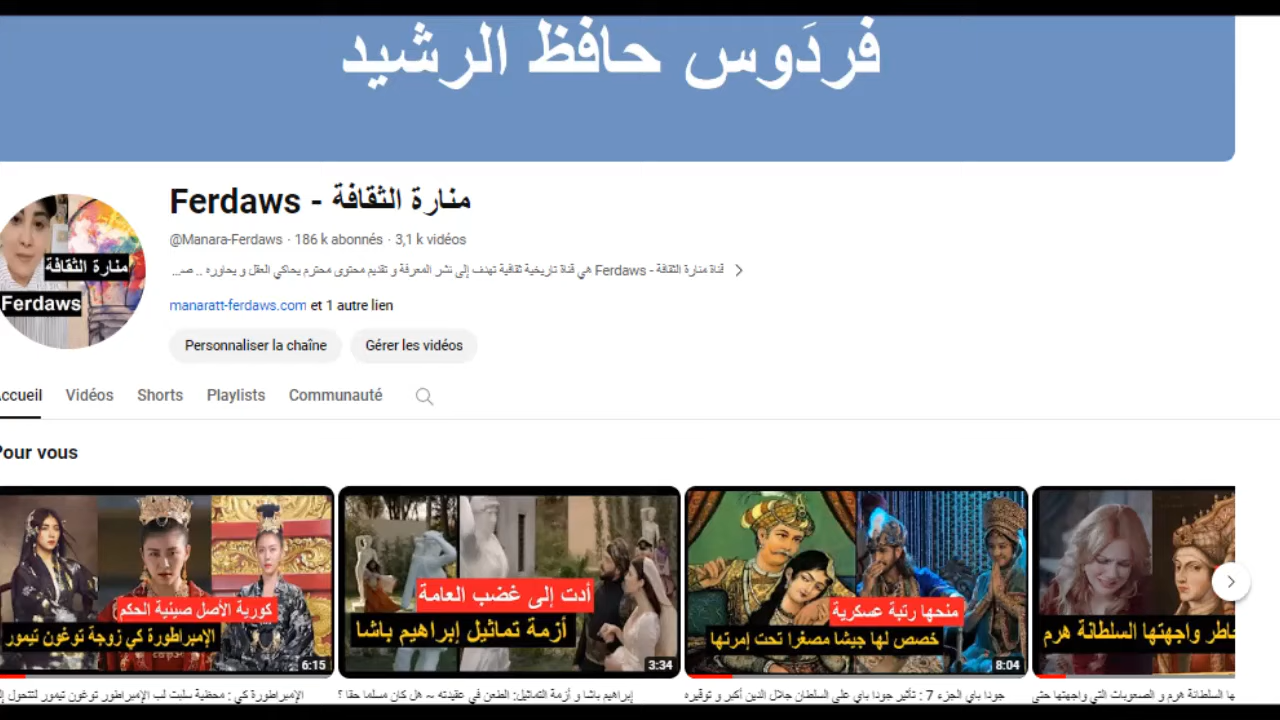 فردَوس حافظ الرشيد
Ferdaws - منارة الثقافة
@Manara-Ferdaws · 186 k abonnés · 3,1 k vidéos
قناة منارة الثقافة - Ferdaws هي قناة تاريخية ثقافية تهدف إلى نشر المعرفة و تقديم محتوى محترم يحاكي العقل و يحاوره .. صـ...
manaratt-ferdaws.com et 1 autre lien
منارة الثقافة
Ferdaws
Personnaliser la chaîne
Gérer les vidéos
ccueil
Vidéos
Shorts
Playlists
Communauté
Pour vous
كورية الأصل صينية الحكم
الإمبراطورة كي زوجة توغون تيمور
6:15
أدت إلى غضب العامة
أزمة تماثيل إبراهيم باشا
3:34
منحها رتبة عسكرية
خصص لها جيشا مصغرا تحت إمرتها
8:04
واجهتها السلطانة هرم
الإمبراطورة كي : محظية سلبت لب الإمبراطور توغون تيمور لتتحول
إبراهيم باشا و أزمة التماثيل: الطعن في عقيدته ~ هل كان مسلما حقا ؟
جودا باي الجزء 7 : تأثير جودا باي على السلطان جلال الدين أكبر و توقيره
السلطانة هرم و الصعوبات التي واجهتها حتى